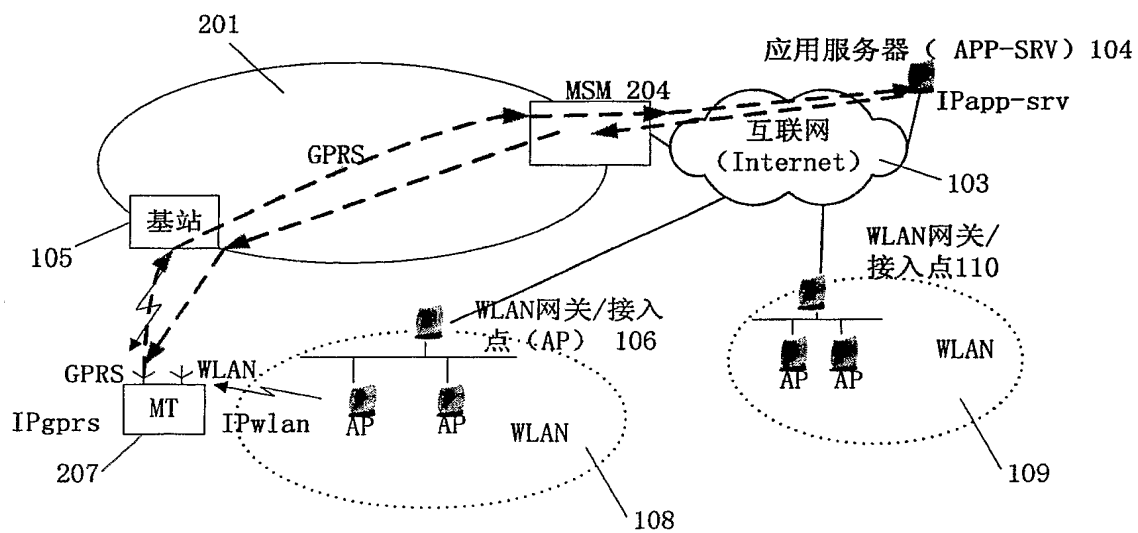 201
应用服务器（ APP-SRV）104
MSM 204
IPapp-srv
互联网
（Internet）
GPRS
103
基站
105
WLAN网关/
接入点110
WLAN网关/接入
点（AP） 106
WLAN
GPRS
WLAN
AP
AP
MT
IPgprs
IPwlan
AP
AP
WLAN
207
109
108